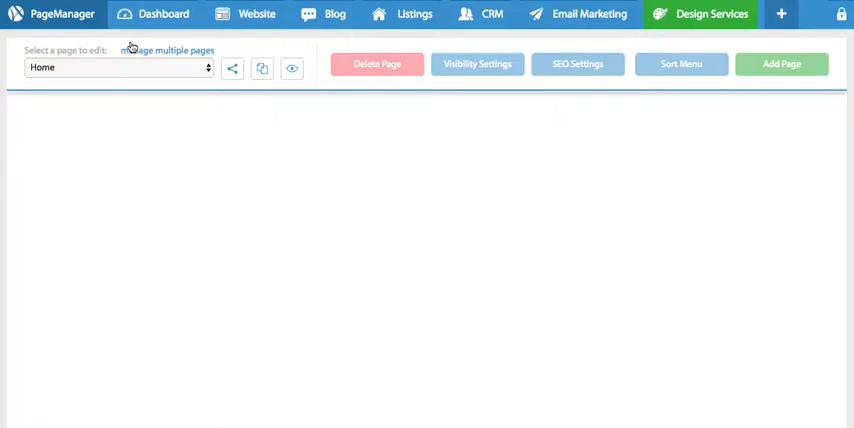 PageManager Dashboard Website Blog Listings CRM Email Marketing Design Services +
Select a page to edit: manage multiple pages
Home
Delete Page Visibility Settings SEO Settings Sort Menu Add Page